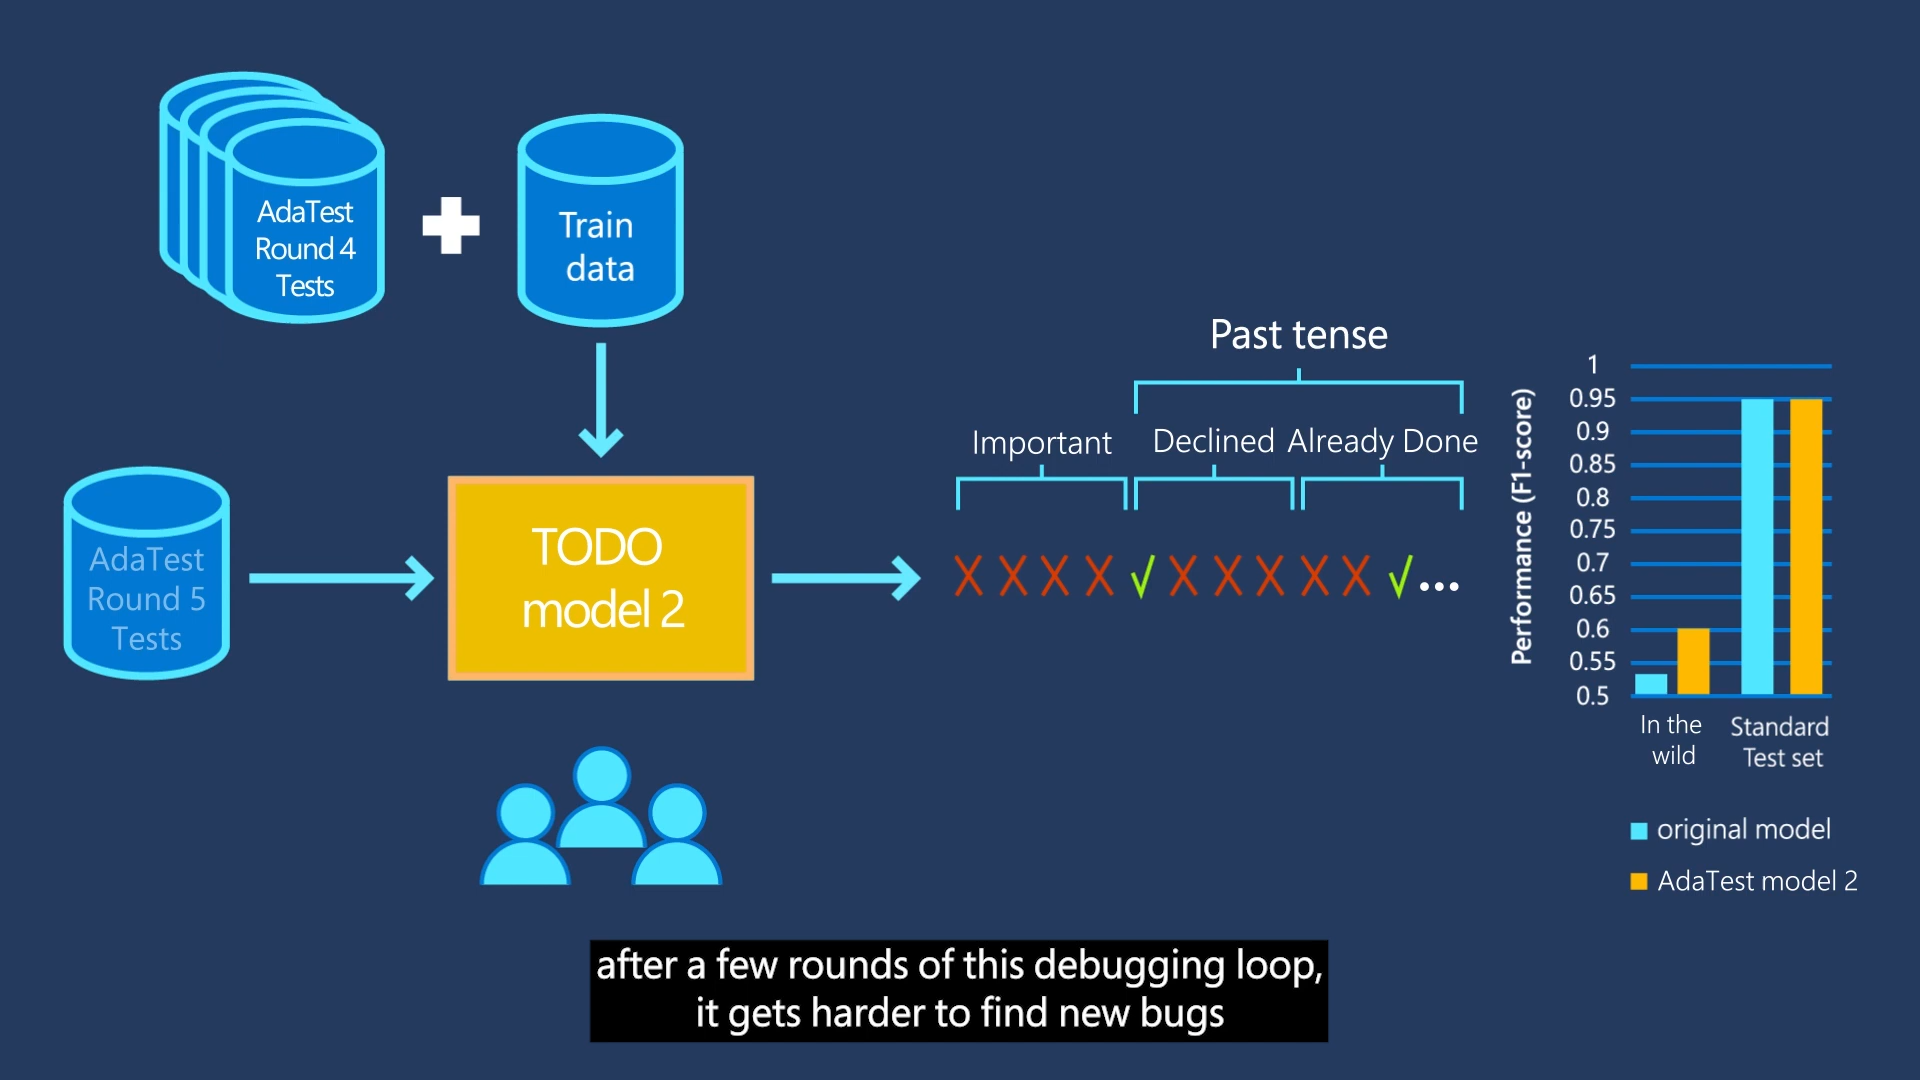 AdaTest
Round 4
Tests
Train
data
AdaTest
Round 5
Tests
TODO
model 2
Past tense
Important
Declined
Already Done
X X X X √ X X X X X √ ...
Performance (F1-score)
1
0.95
0.9
0.85
0.8
0.75
0.7
0.65
0.6
0.55
0.5
In the
wild
Standard
Test set
original model
AdaTest model 2
after a few rounds of this debugging loop,
it gets harder to find new bugs